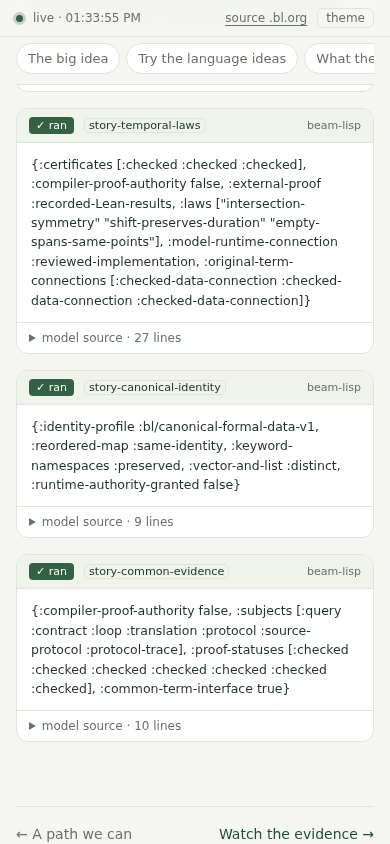 live · 01:33:55 PM
source .bl.org
theme
The big idea
Try the language ideas
What the
✓ ran
story-temporal-laws
beam-lisp
{:certificates [:checked :checked :checked],
:compiler-proof-authority false, :external-proof
:recorded-Lean-results, :laws ["intersection-
symmetry" "shift-preserves-duration" "empty-
spans-same-points"], :model-runtime-connection
:reviewed-implementation, :original-term-
connections [:checked-data-connection :checked-
data-connection :checked-data-connection]}
▶ model source · 27 lines
✓ ran
story-canonical-identity
beam-lisp
{:identity-profile :bl/canonical-formal-data-v1,
:reordered-map :same-identity, :keyword-
namespaces :preserved, :vector-and-list :distinct,
:runtime-authority-granted false}
▶ model source · 9 lines
✓ ran
story-common-evidence
beam-lisp
{:compiler-proof-authority false, :subjects [:query
:contract :loop :translation :protocol :source-
protocol :protocol-trace], :proof-statuses [:checked
:checked :checked :checked :checked :checked
:checked], :common-term-interface true}
▶ model source · 10 lines
← A path we can
Watch the evidence →